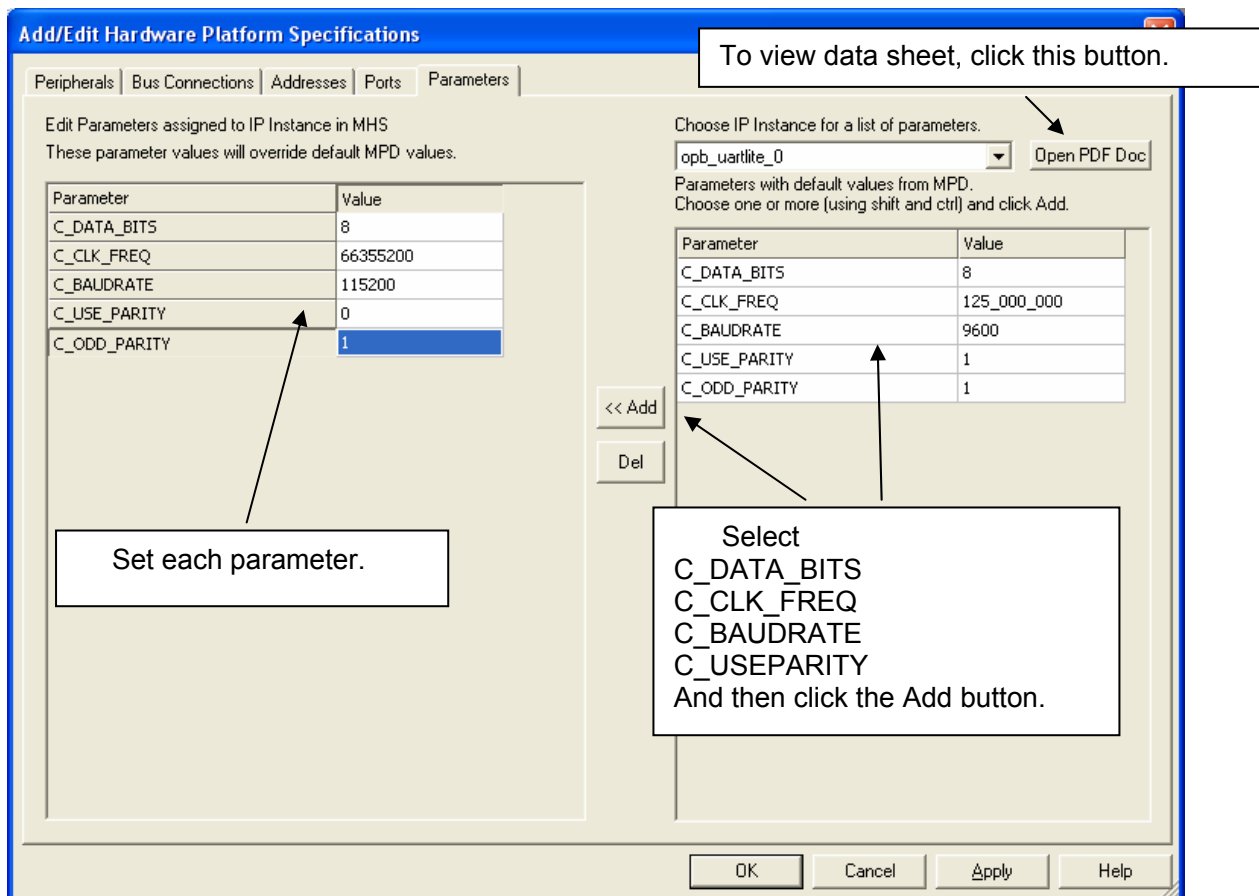 Add/Edit Hardware Platform Specifications
To view data sheet, click this button.
Peripherals Bus Connections Addresses Ports Parameters
Edit Parameters assigned to IP Instance in MHS
These parameter values will override default MPD values.
Parameter Value
C_DATA_BITS 8
C_CLK_FREQ 66355200
C_BAUDRATE 115200
C_USE_PARITY 0
C_ODD_PARITY 1
Set each parameter.
<< Add
Del
Choose IP Instance for a list of parameters.
opb_uartlite_0 Open PDF Doc
Parameters with default values from MPD.
Choose one or more (using shift and ctrl) and click Add.
Parameter Value
C_DATA_BITS 8
C_CLK_FREQ 125_000_000
C_BAUDRATE 9600
C_USE_PARITY 1
C_ODD_PARITY 1
Select
C_DATA_BITS
C_CLK_FREQ
C_BAUDRATE
C_USEPARITY
And then click the Add button.
OK Cancel Apply Help